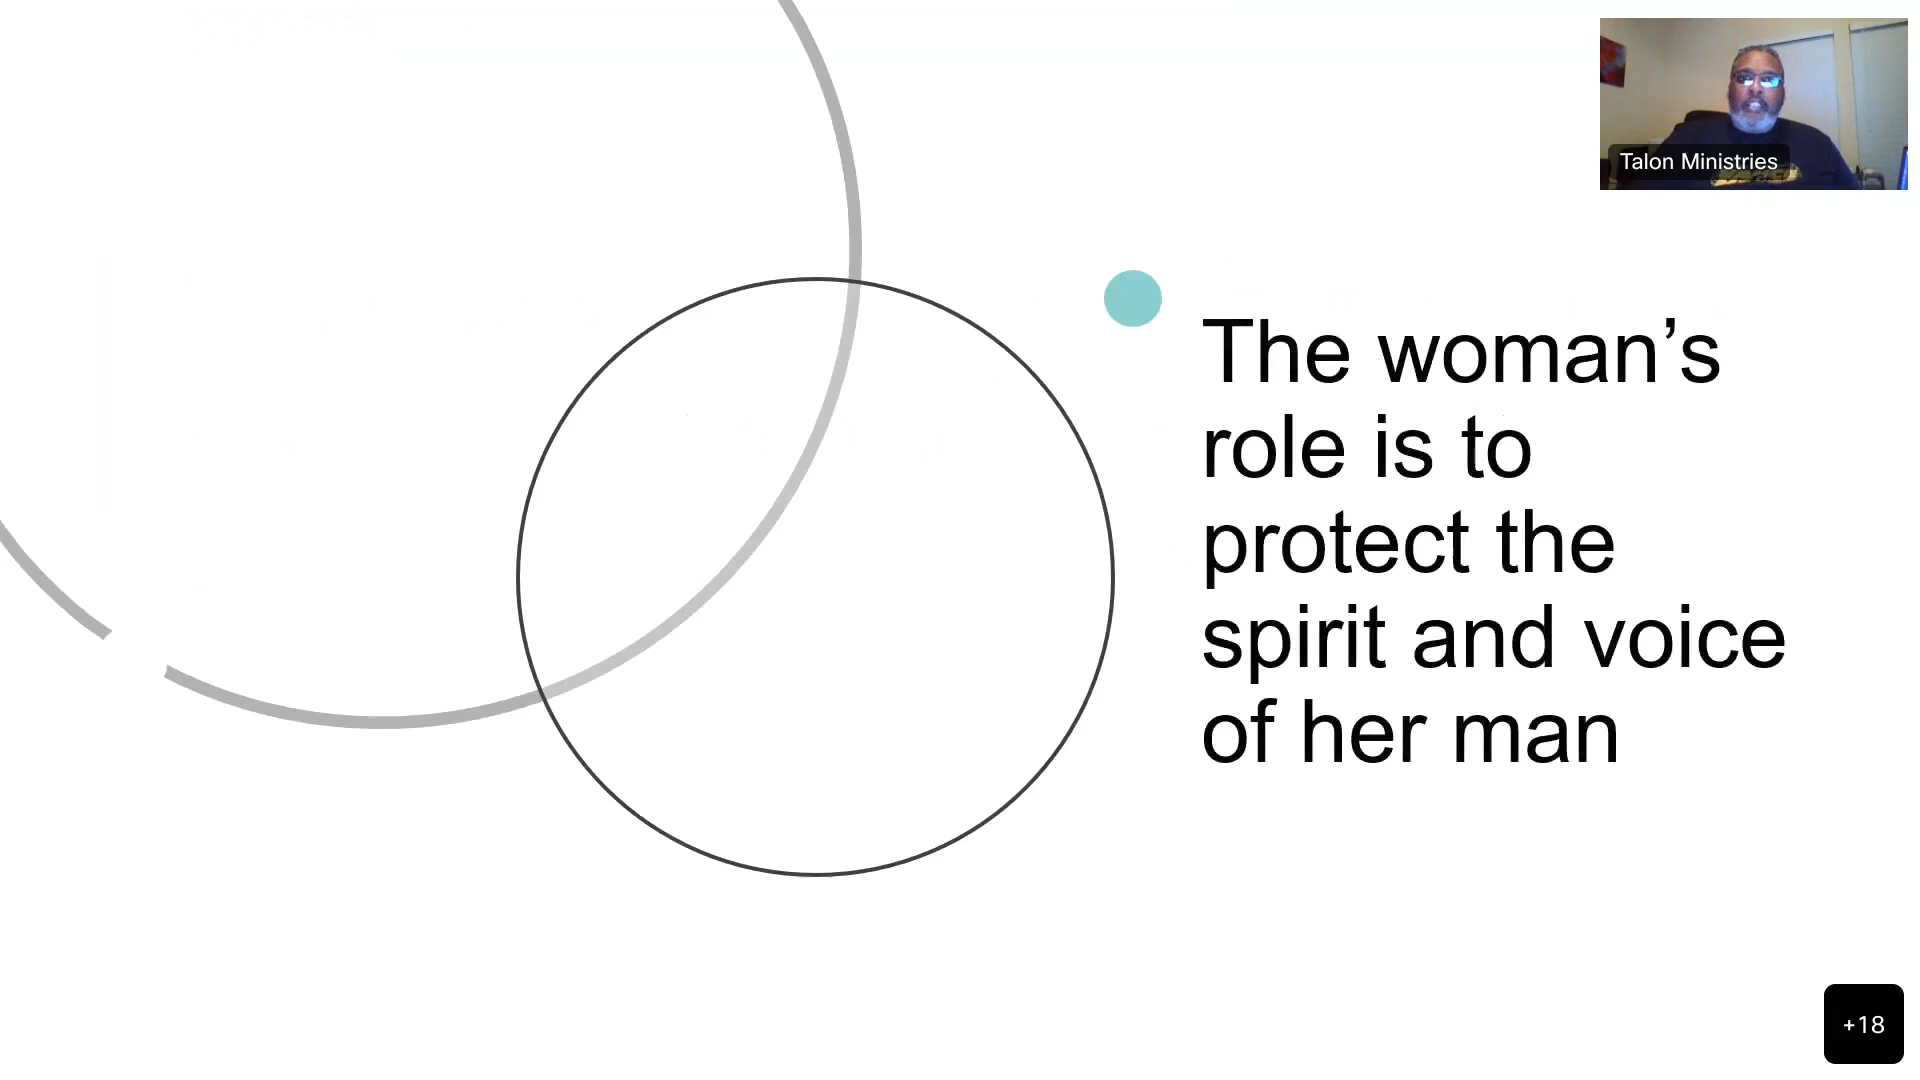 Talon Ministries
The woman’s
role is to
protect the
spirit and voice
of her man
+18